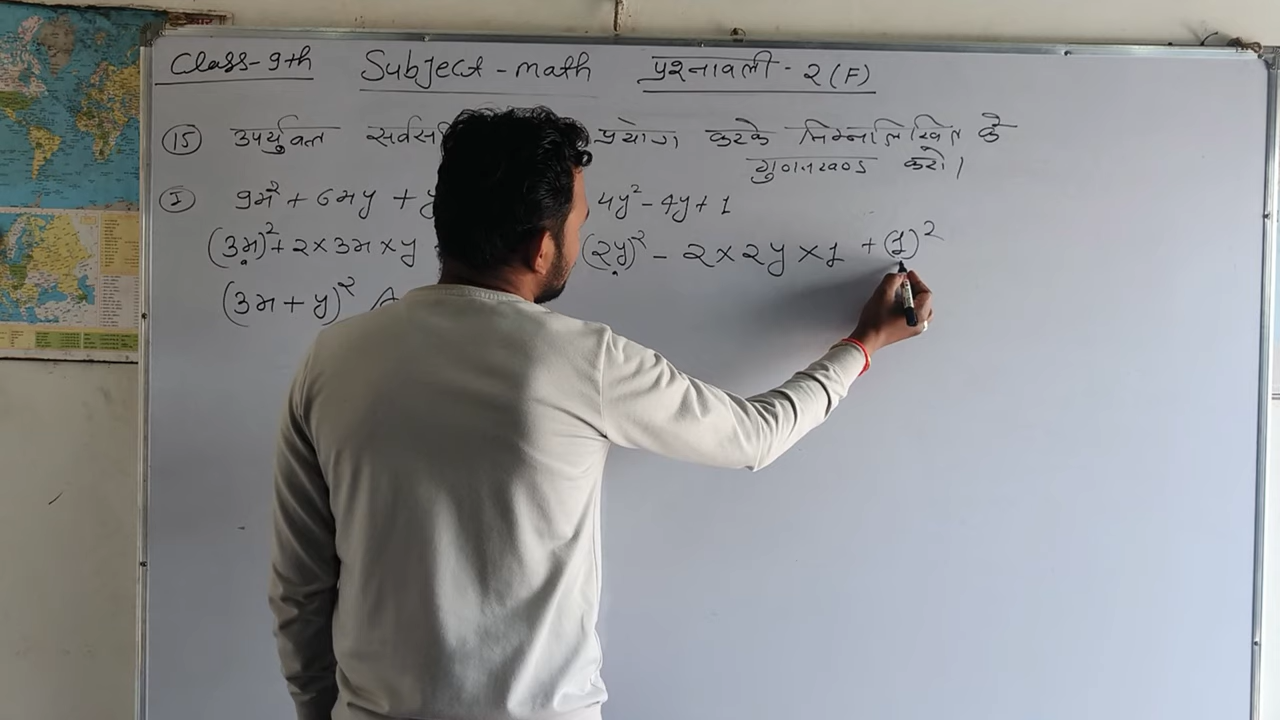 Class-9th Subject-math प्रश्नावली - 2(F)
15 उपर्युक्त प्रयोग करके निम्नलिखित के
गुणनखण्ड करो।
I 9x² + 6xy + y 4y² - 4y + 1
(3x)² + 2 × 3x × y (2y)² - 2 × 2y × 1 + (1)²
(3x + y)²